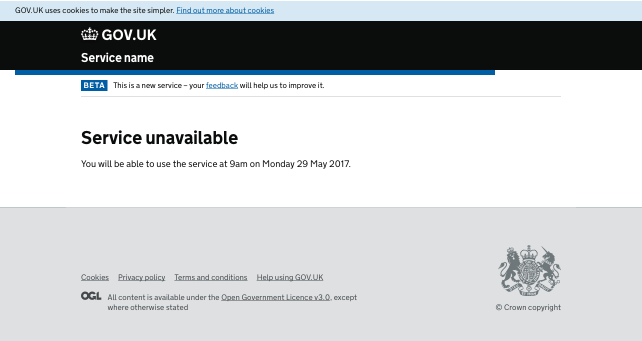 GOV.UK uses cookies to make the site simpler. Find out more about cookies
GOV.UK
Service name
BETA This is a new service – your feedback will help us to improve it.
Service unavailable
You will be able to use the service at 9am on Monday 29 May 2017.
Cookies Privacy policy Terms and conditions Help using GOV.UK
OGL All content is available under the Open Government Licence v3.0, except
where otherwise stated
© Crown copyright